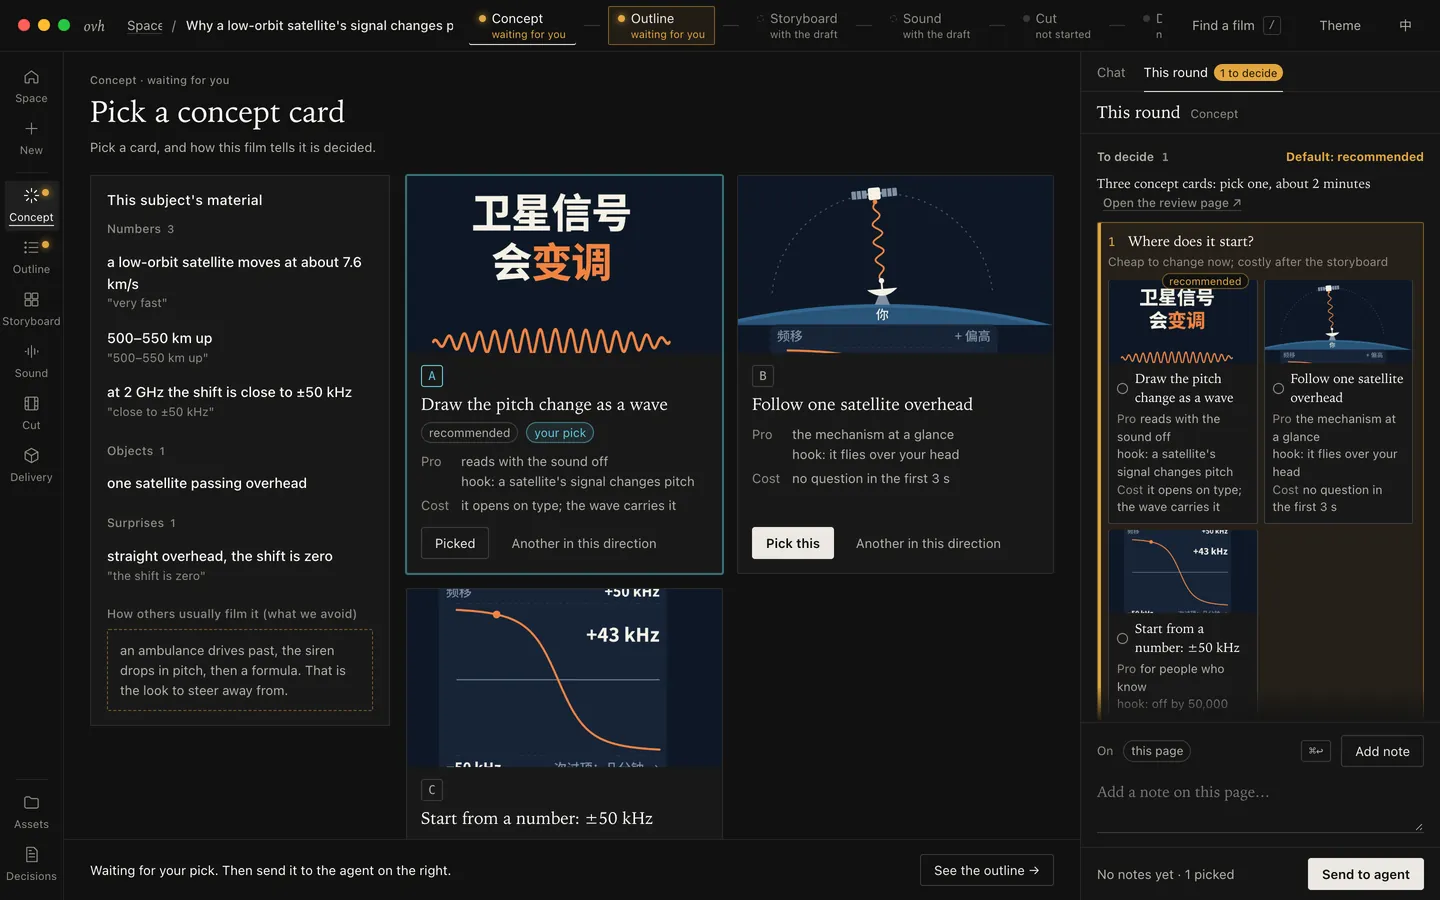 ovh
Space / Why a low-orbit satellite's signal changes p
Concept
waiting for you
Outline
waiting for you
Storyboard
with the draft
Sound
with the draft
Cut
not started
Find a film /
Theme
中
Space
New
Concept
Outline
Storyboard
Sound
Cut
Delivery
Assets
Decisions
Concept · waiting for you
Pick a concept card
Pick a card, and how this film tells it is decided.
This subject's material
Numbers 3
a low-orbit satellite moves at about 7.6
km/s
"very fast"
500–550 km up
"500–550 km up"
at 2 GHz the shift is close to ±50 kHz
"close to ±50 kHz"
Objects 1
one satellite passing overhead
Surprises 1
straight overhead, the shift is zero
"the shift is zero"
How others usually film it (what we avoid)
an ambulance drives past, the siren
drops in pitch, then a formula. That is
the look to steer away from.
卫星信号
会变调
A
Draw the pitch change as a wave
recommended
your pick
Pro reads with the sound off
hook: a satellite's signal changes pitch
Cost it opens on type; the wave carries it
Picked
Another in this direction
你
频移
+ 偏高
B
Follow one satellite overhead
Pro the mechanism at a glance
hook: it flies over your head
Cost no question in the first 3 s
Pick this
Another in this direction
频移
+50 kHz
+43 kHz
C
Start from a number: ±50 kHz
Waiting for your pick. Then send it to the agent on the right.
See the outline →
Chat
This round 1 to decide
This round Concept
To decide 1
Default: recommended
Three concept cards: pick one, about 2 minutes
Open the review page ↗
1 Where does it start?
Cheap to change now; costly after the storyboard
recommended
卫星信号
会变调
Draw the pitch
change as a wave
Pro reads with the
sound off
hook: a satellite's
signal changes pitch
Cost it opens on type;
the wave carries it
你
频移
+ 偏高
Follow one satellite
overhead
Pro the mechanism at
a glance
hook: it flies over your
head
Cost no question in
the first 3 s
+43 kHz
Start from a
number: ±50 kHz
Pro for people who
know
hook: off by 50,000
On this page
⌘↩
Add note
Add a note on this page…
No notes yet · 1 picked
Send to agent